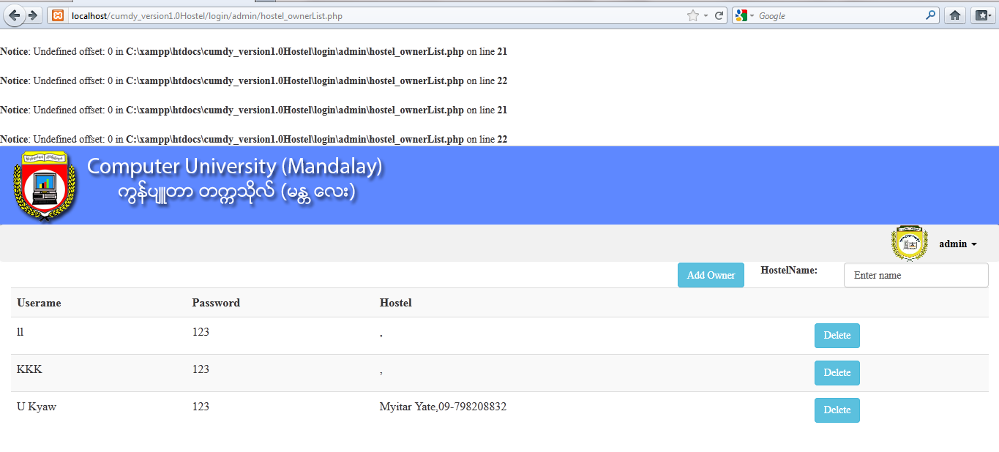 localhost/cumdy_version1.0Hostel/login/admin/hostel_ownerList.php
Google
Notice: Undefined offset: 0 in C:\xampp\htdocs\cumdy_version1.0Hostel\login\admin\hostel_ownerList.php on line 21
Notice: Undefined offset: 0 in C:\xampp\htdocs\cumdy_version1.0Hostel\login\admin\hostel_ownerList.php on line 22
Notice: Undefined offset: 0 in C:\xampp\htdocs\cumdy_version1.0Hostel\login\admin\hostel_ownerList.php on line 21
Notice: Undefined offset: 0 in C:\xampp\htdocs\cumdy_version1.0Hostel\login\admin\hostel_ownerList.php on line 22
Computer University (Mandalay)
ကွန်ပျူတာ တက္ကသိုလ် (မန္တလေး)
admin
Add Owner HostelName: Enter name
Userame Password Hostel
ll 123 , Delete
KKK 123 , Delete
U Kyaw 123 Myitar Yate,09-798208832 Delete